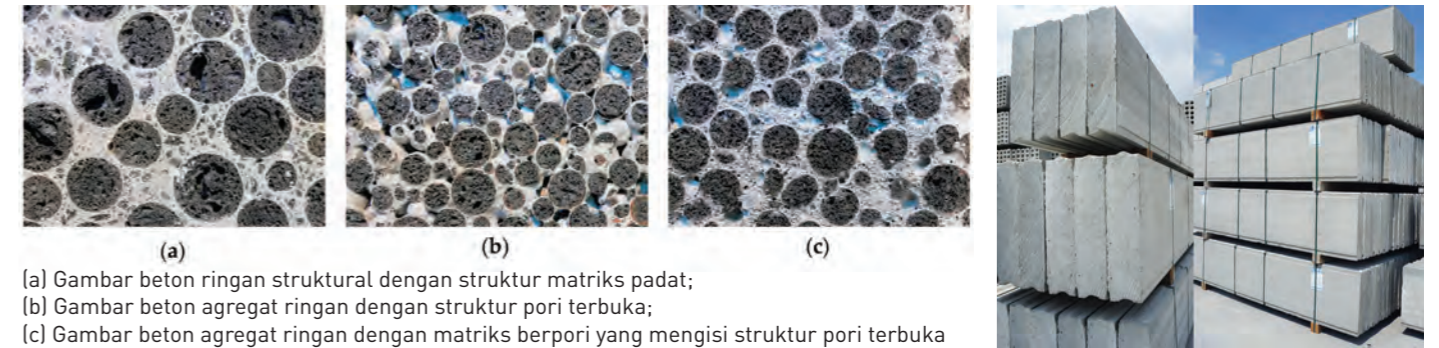 (a)
(b)
(c)
(a) Gambar beton ringan struktural dengan struktur matriks padat;
(b) Gambar beton agregat ringan dengan struktur pori terbuka;
(c) Gambar beton agregat ringan dengan matriks berpori yang mengisi struktur pori terbuka